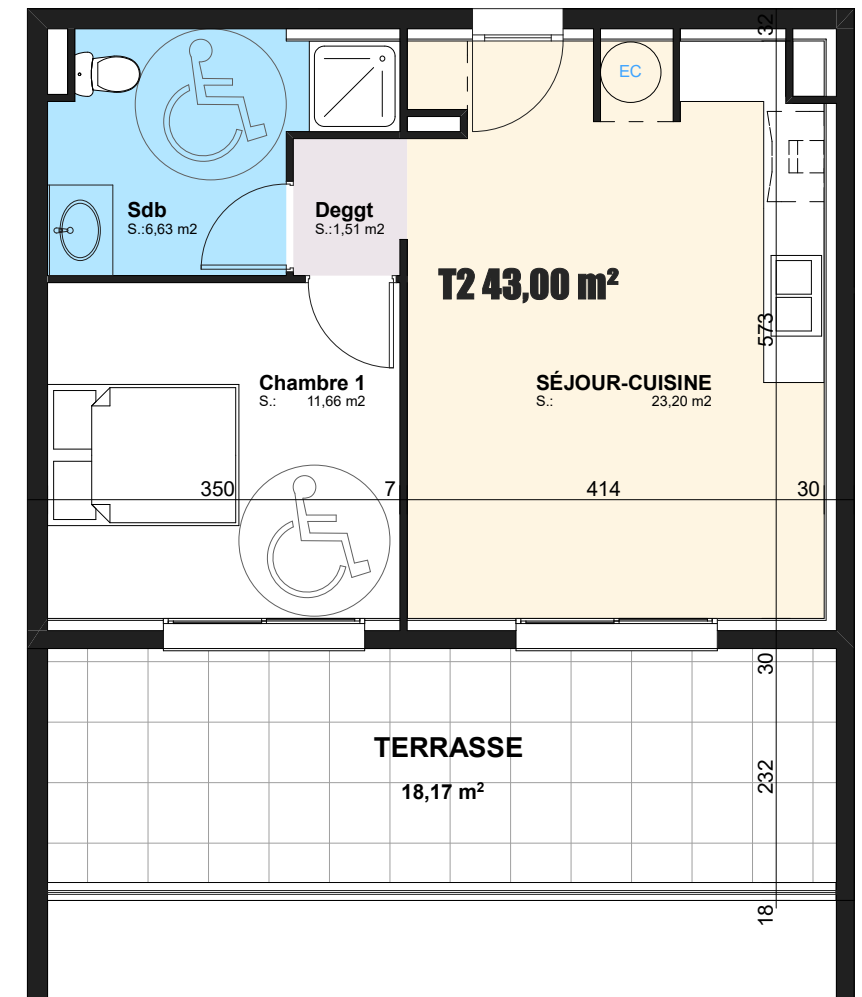 32
EC
Sdb
S.:6,63 m2
Deggt
S.:1,51 m2
T2 43,00 m²
573
Chambre 1
S.: 11,66 m2
SÉJOUR-CUISINE
S.: 23,20 m2
350
7
414
30
30
TERRASSE
18,17 m²
232
18